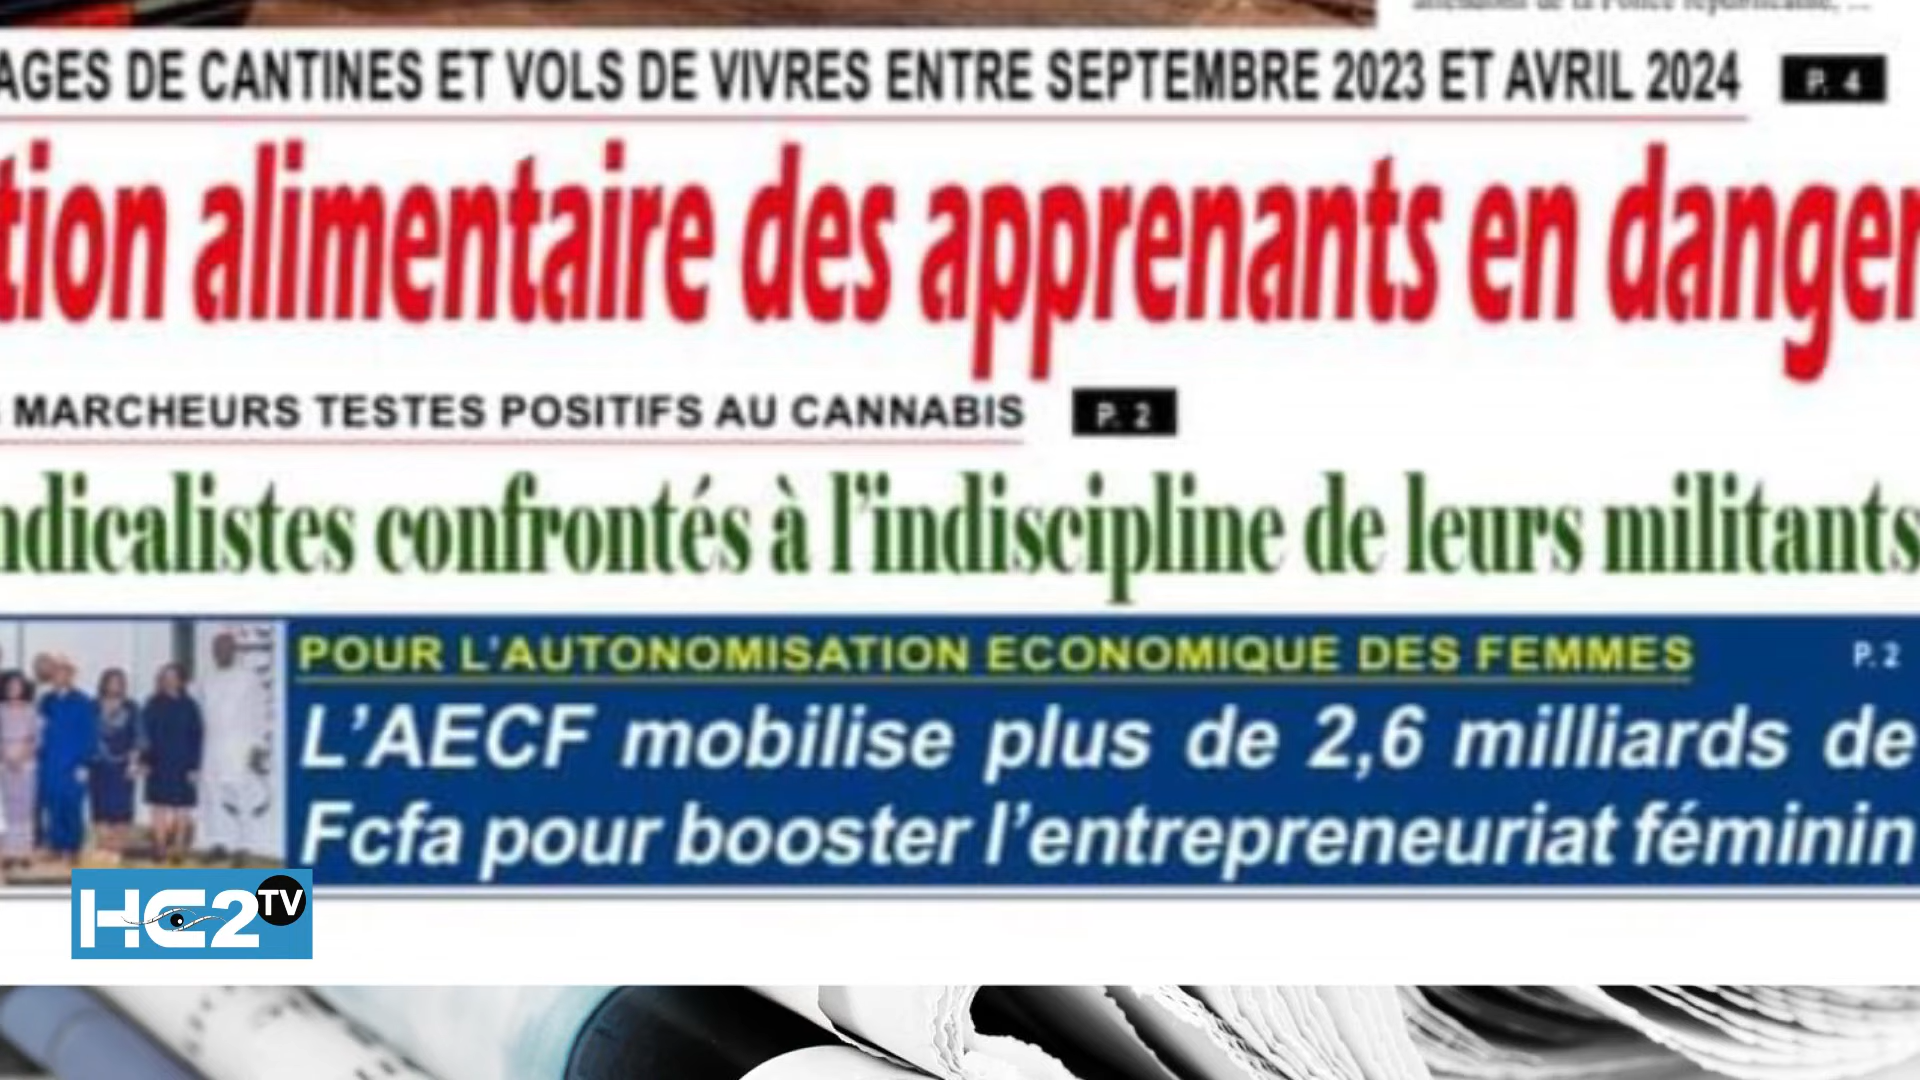 AGES DE CANTINES ET VOLS DE VIVRES ENTRE SEPTEMBRE 2023 ET AVRIL 2024 P. 4
tion alimentaire des apprenants en danger
MARCHEURS TESTES POSITIFS AU CANNABIS P. 2
ndicalistes confrontés à l'indiscipline de leurs militants
POUR L'AUTONOMISATION ECONOMIQUE DES FEMMES P. 2
L'AECF mobilise plus de 2,6 milliards de
Fcfa pour booster l'entrepreneuriat féminin
HC2 TV